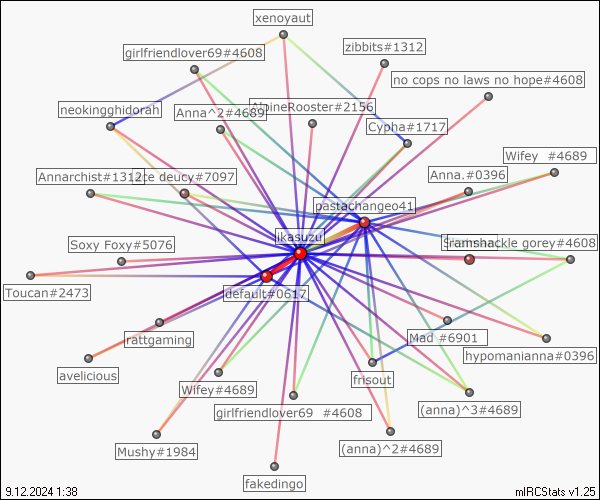 xenoyaut
girlfriendlover69#4608
zibbits#1312
no cops no laws no hope#4608
neokingghidorah
Anna^2#4689
AlpineRooster#2156
Cypha#1717
Wifey #4689
Annarchist#1312
ce deucy#7097
Anna.#0396
pastachangeo41
ikasuzu
Soxy Foxy#5076
ramshackle gorey#4608
Toucan#2473
default#0617
rattgaming
Mad #6901
hypomanianna#0396
avelicious
Wifey#4689
frisout
girlfriendlover69 #4608
(anna)^3#4689
Mushy#1984
(anna)^2#4689
fakedingo
9.12.2024 1:38
mIRCStats v1.25